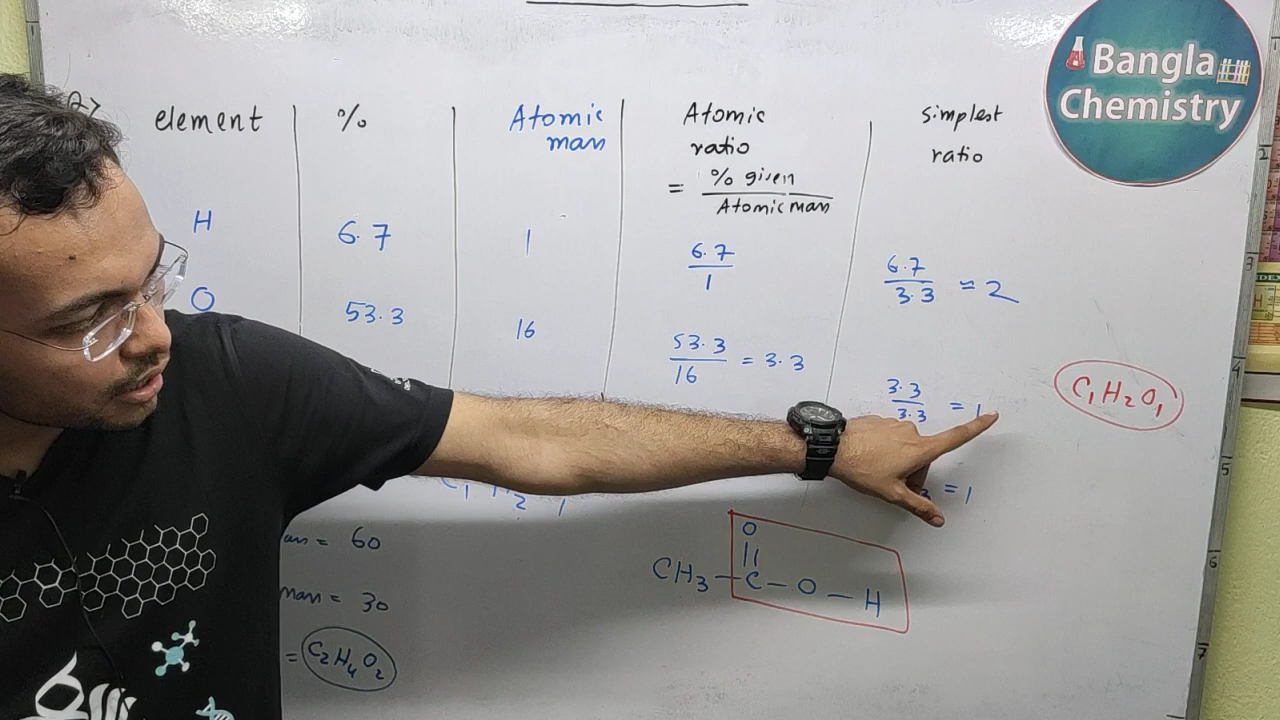 Bangla
Chemistry
element % Atomic mass Atomic ratio simplest ratio
= % given / Atomic mass
H 6.7 1 6.7/1 6.7/3.3 = 2
O 53.3 16 53.3/16 = 3.3 3.3/3.3 = 1
C1H2O1
= 1
= 60
mass = 30
= C2H4O2
O
||
CH3 – C – O – H